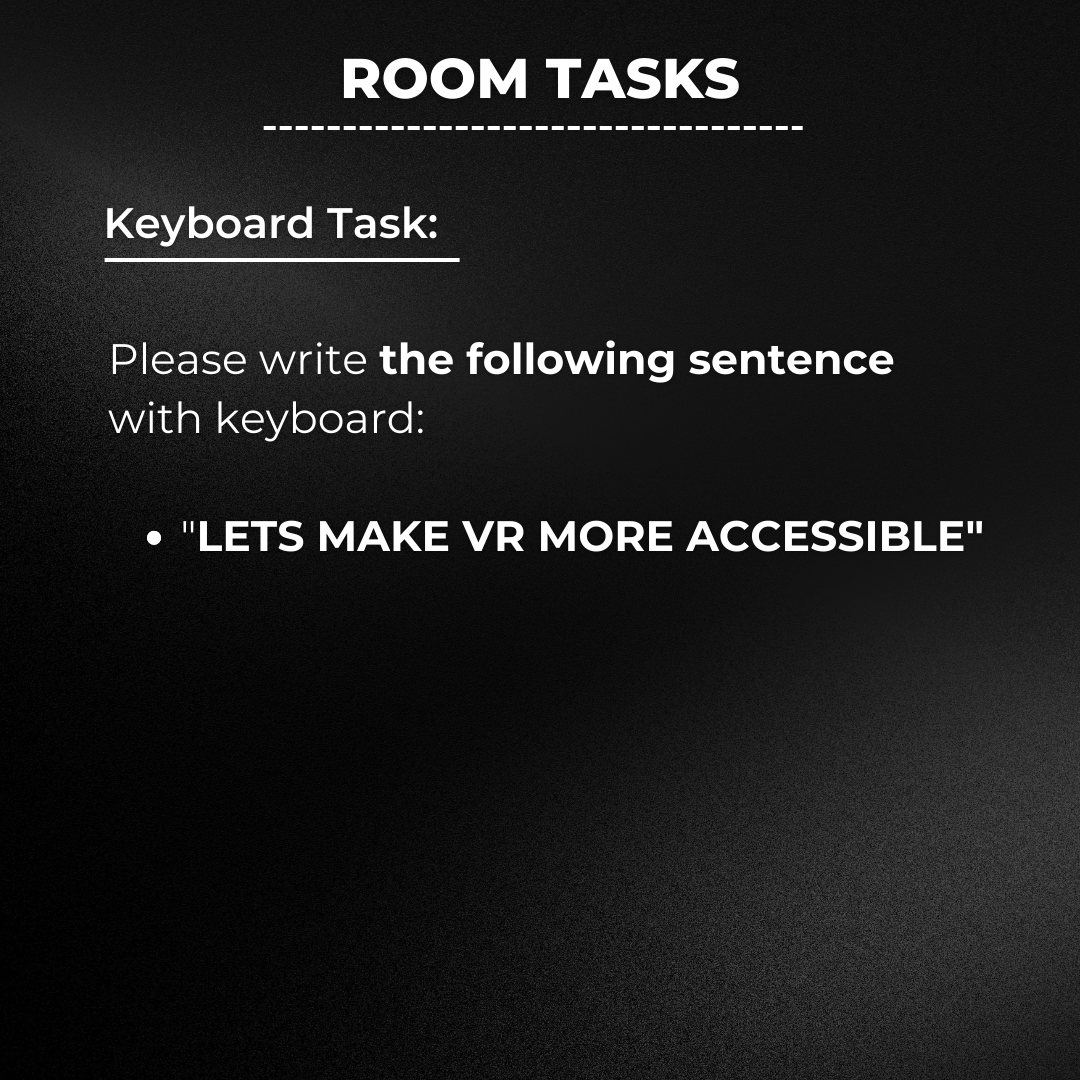 ROOM TASKS
----------------------------------
Keyboard Task:
Please write the following sentence
with keyboard:
• "LETS MAKE VR MORE ACCESSIBLE"